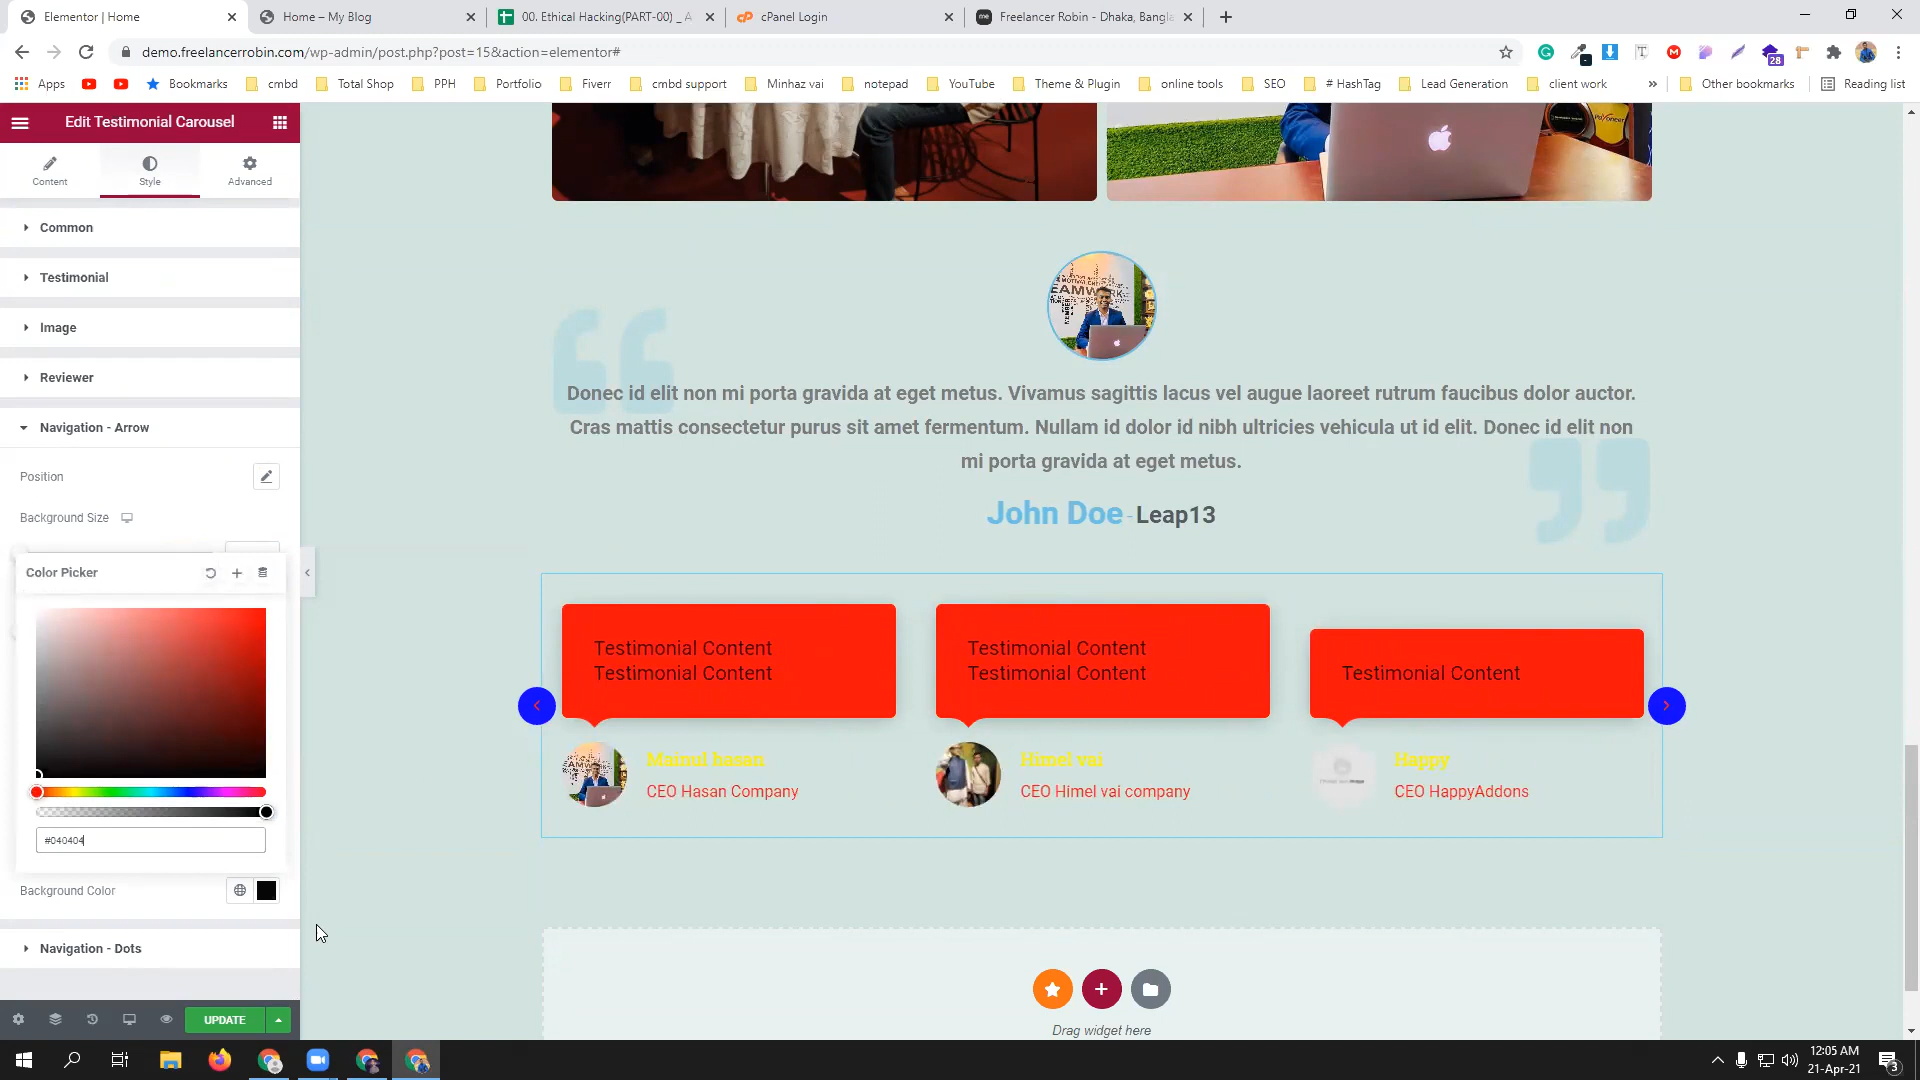 Elementor | Home
Home – My Blog
00. Ethical Hacking(PART-00) _ A
cPanel Login
Freelancer Robin - Dhaka, Bangla
demo.freelancerrobin.com/wp-admin/post.php?post=15&action=elementor#
28
Apps
Bookmarks
cmbd
Total Shop
PPH
Portfolio
Fiverr
cmbd support
Minhaz vai
notepad
YouTube
Theme & Plugin
online tools
SEO
# HashTag
Lead Generation
client work
»
Other bookmarks
Reading list
Edit Testimonial Carousel
Content
Style
Advanced
Common
Testimonial
Image
Reviewer
Navigation - Arrow
Position
Background Size
Color Picker
#040404
Background Color
Navigation - Dots
UPDATE
Payoneer
Donec id elit non mi porta gravida at eget metus. Vivamus sagittis lacus vel augue laoreet rutrum faucibus dolor auctor.
Cras mattis consectetur purus sit amet fermentum. Nullam id dolor id nibh ultricies vehicula ut id elit. Donec id elit non
mi porta gravida at eget metus.
John Doe - Leap13
Testimonial Content
Testimonial Content
Mainul hasan
CEO Hasan Company
Testimonial Content
Testimonial Content
Himel vai
CEO Himel vai company
Testimonial Content
Happy
CEO HappyAddons
Drag widget here
12:05 AM
21-Apr-21
3